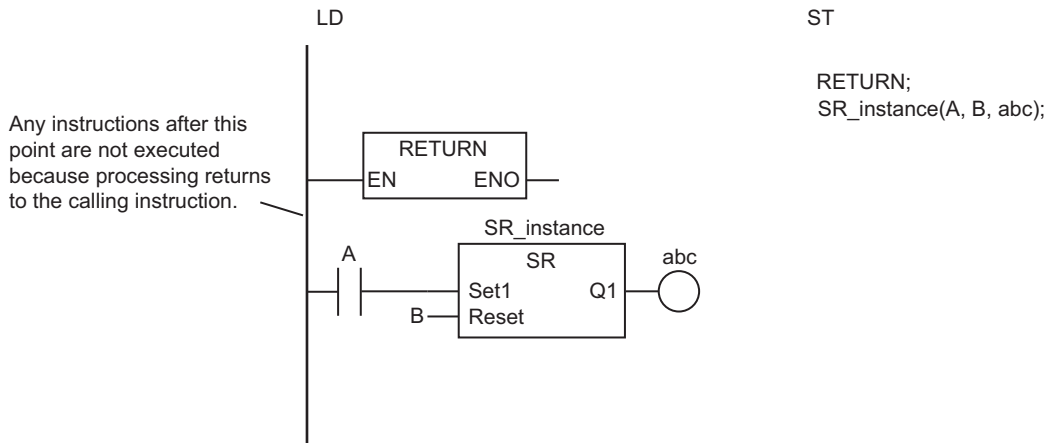 LD
ST
RETURN;
SR_instance(A, B, abc);
Any instructions after this
point are not executed
because processing returns
to the calling instruction.
RETURN
EN ENO
SR_instance
A
SR
abc
Set1 Q1
B Reset